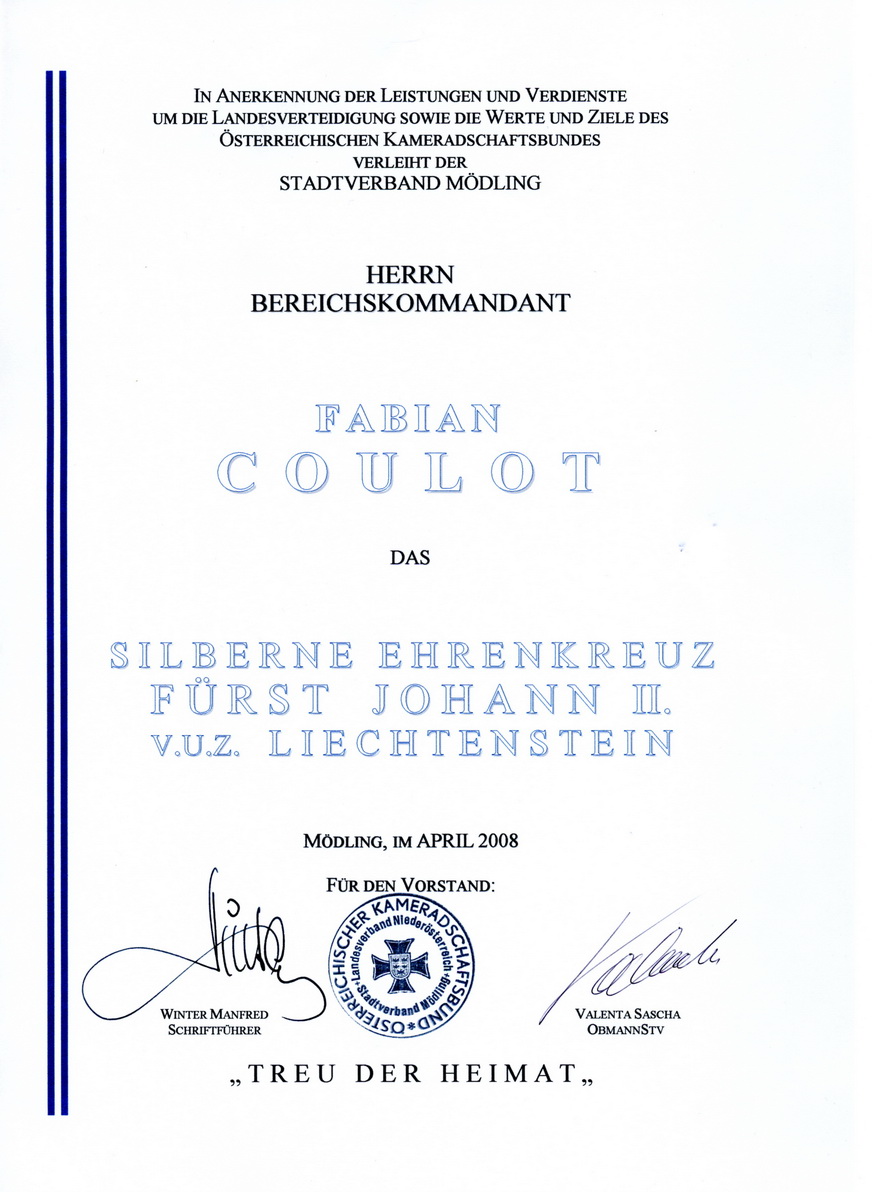 IN ANERKENNUNG DER LEISTUNGEN UND VERDIENSTE
UM DIE LANDESVERTEIDIGUNG SOWIE DIE WERTE UND ZIELE DES
ÖSTERREICHISCHEN KAMERADSCHAFTSBUNDES
VERLEIHT DER
STADTVERBAND MÖDLING
HERRN
BEREICHSKOMMANDANT
FABIAN
COULOT
DAS
SILBERNE EHRENKREUZ
FÜRST JOHANN II.
V.U.Z. LIECHTENSTEIN
MÖDLING, IM APRIL 2008
FÜR DEN VORSTAND:
ÖSTERREICHISCHER KAMERADSCHAFTSBUND
Landesverband Niederösterreich
Stadtverband Mödling
WINTER MANFRED
SCHRIFTFÜHRER
VALENTA SASCHA
OBMANNSTV
„TREU DER HEIMAT„